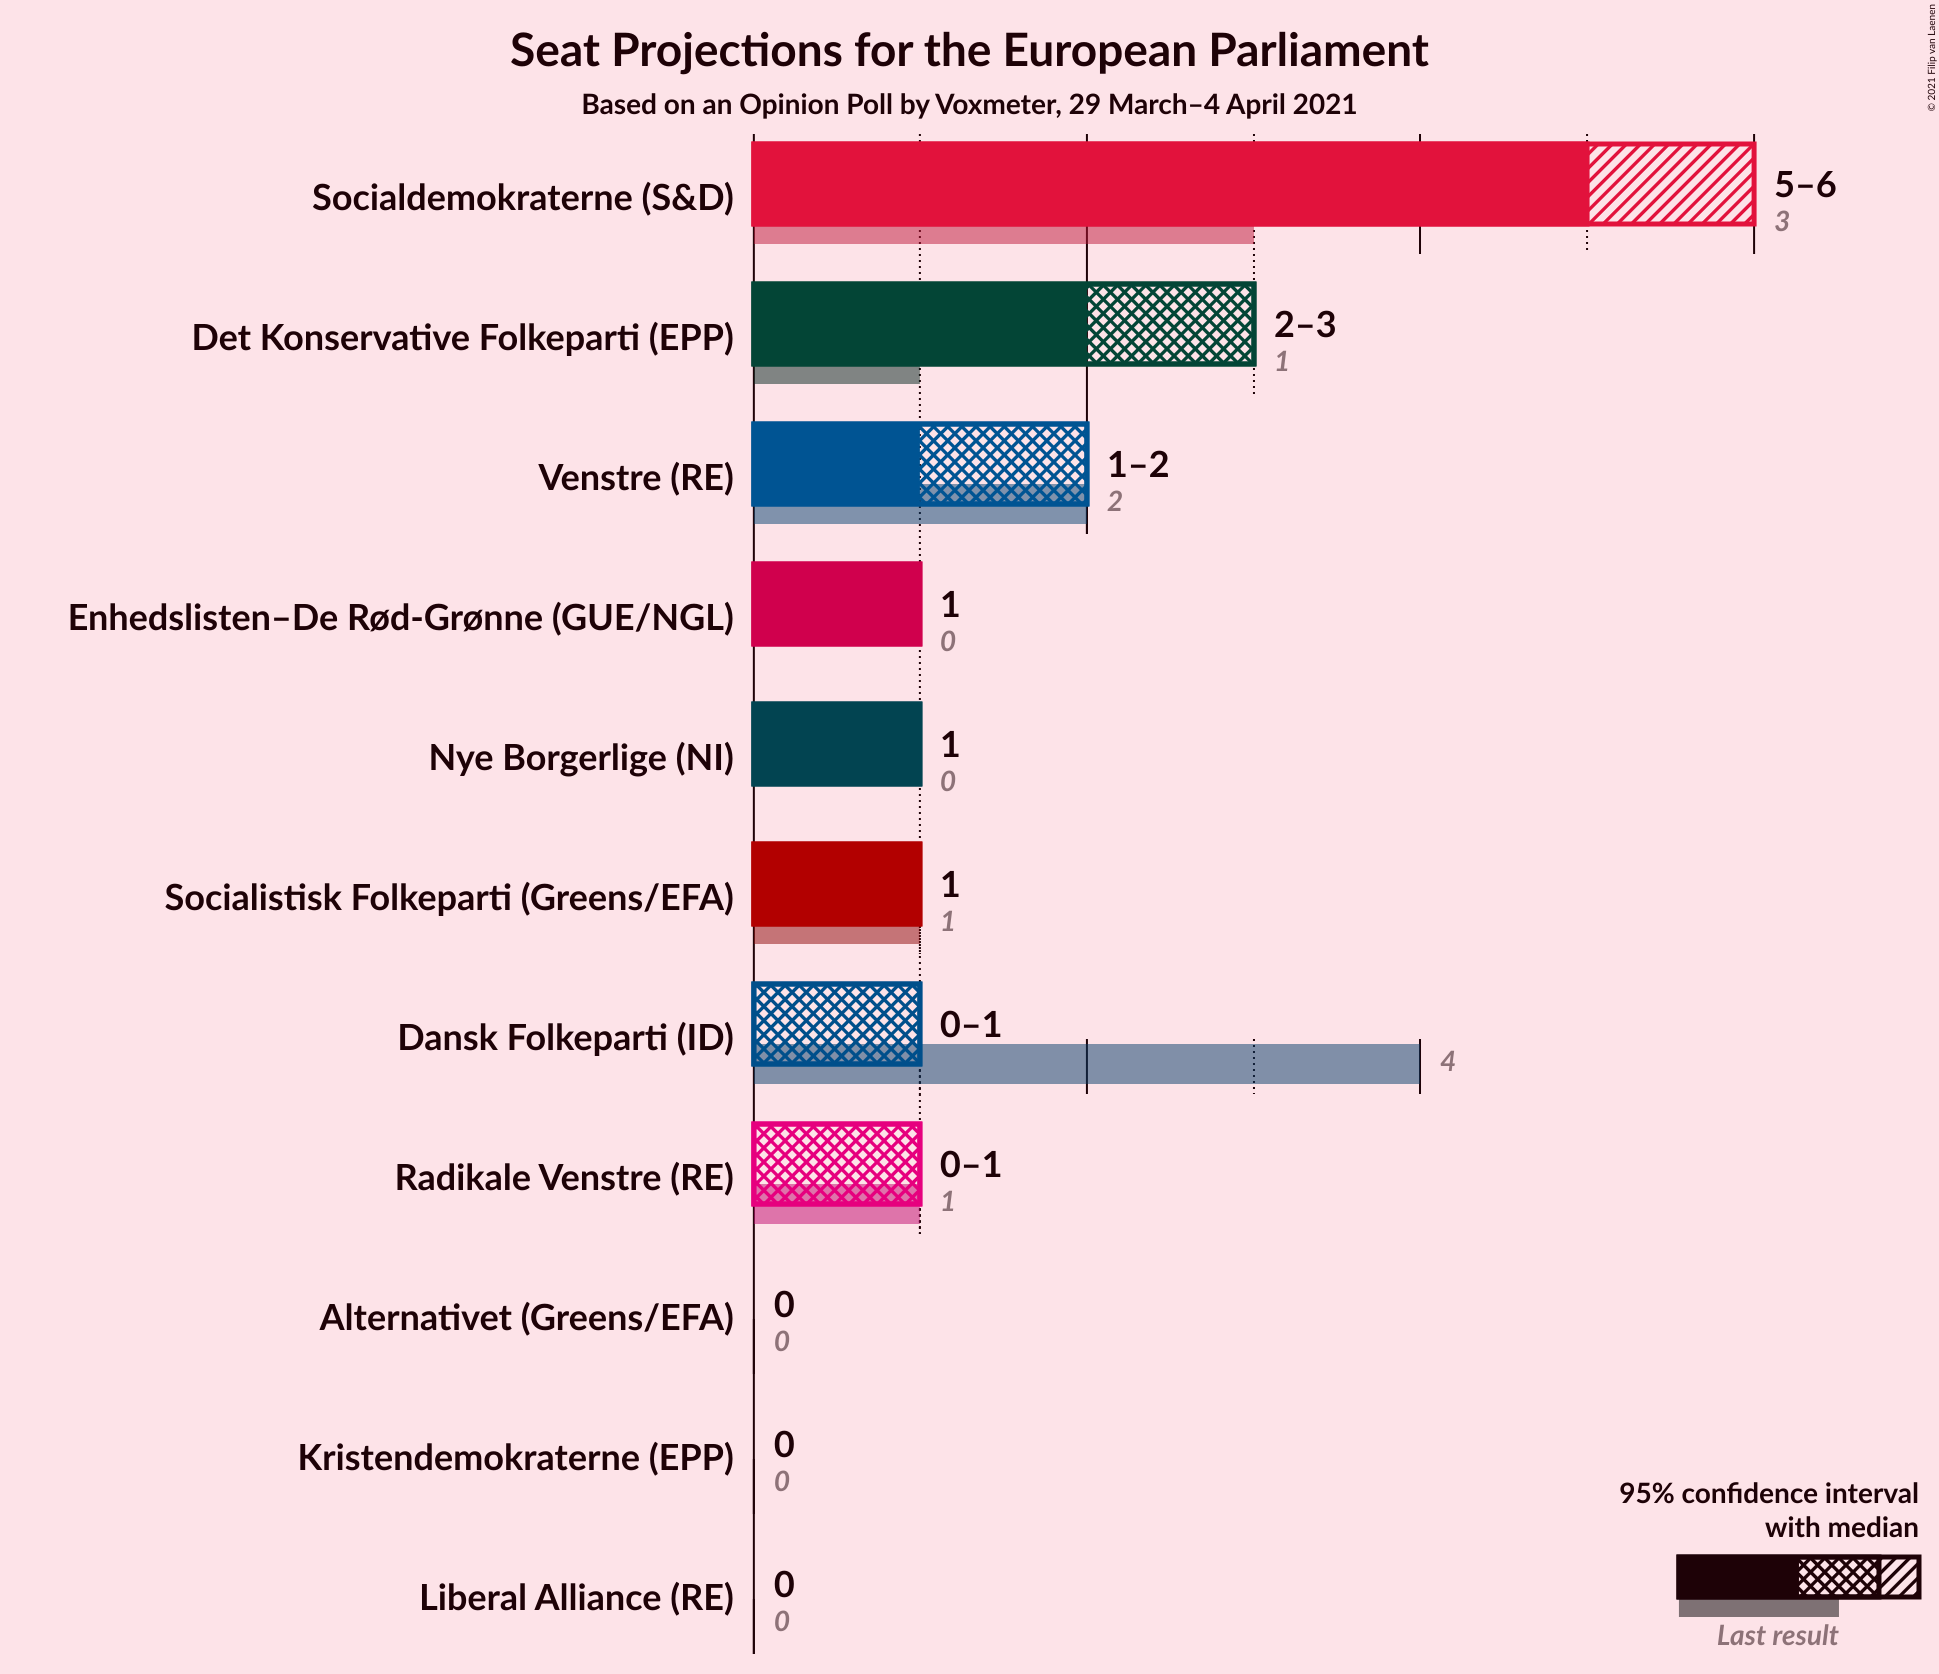 Seat Projections for the European Parliament
Based on an Opinion Poll by Voxmeter, 29 March–4 April 2021
© 2021 Filip van Laenen
Socialdemokraterne (S&D)
5–6
3
Det Konservative Folkeparti (EPP)
2–3
1
Venstre (RE)
1–2
2
Enhedslisten–De Rød-Grønne (GUE/NGL)
1
0
Nye Borgerlige (NI)
1
0
Socialistisk Folkeparti (Greens/EFA)
1
1
Dansk Folkeparti (ID)
0–1
4
Radikale Venstre (RE)
0–1
1
Alternativet (Greens/EFA)
0
0
Kristendemokraterne (EPP)
0
0
Liberal Alliance (RE)
0
0
95% confidence interval
with median
Last result